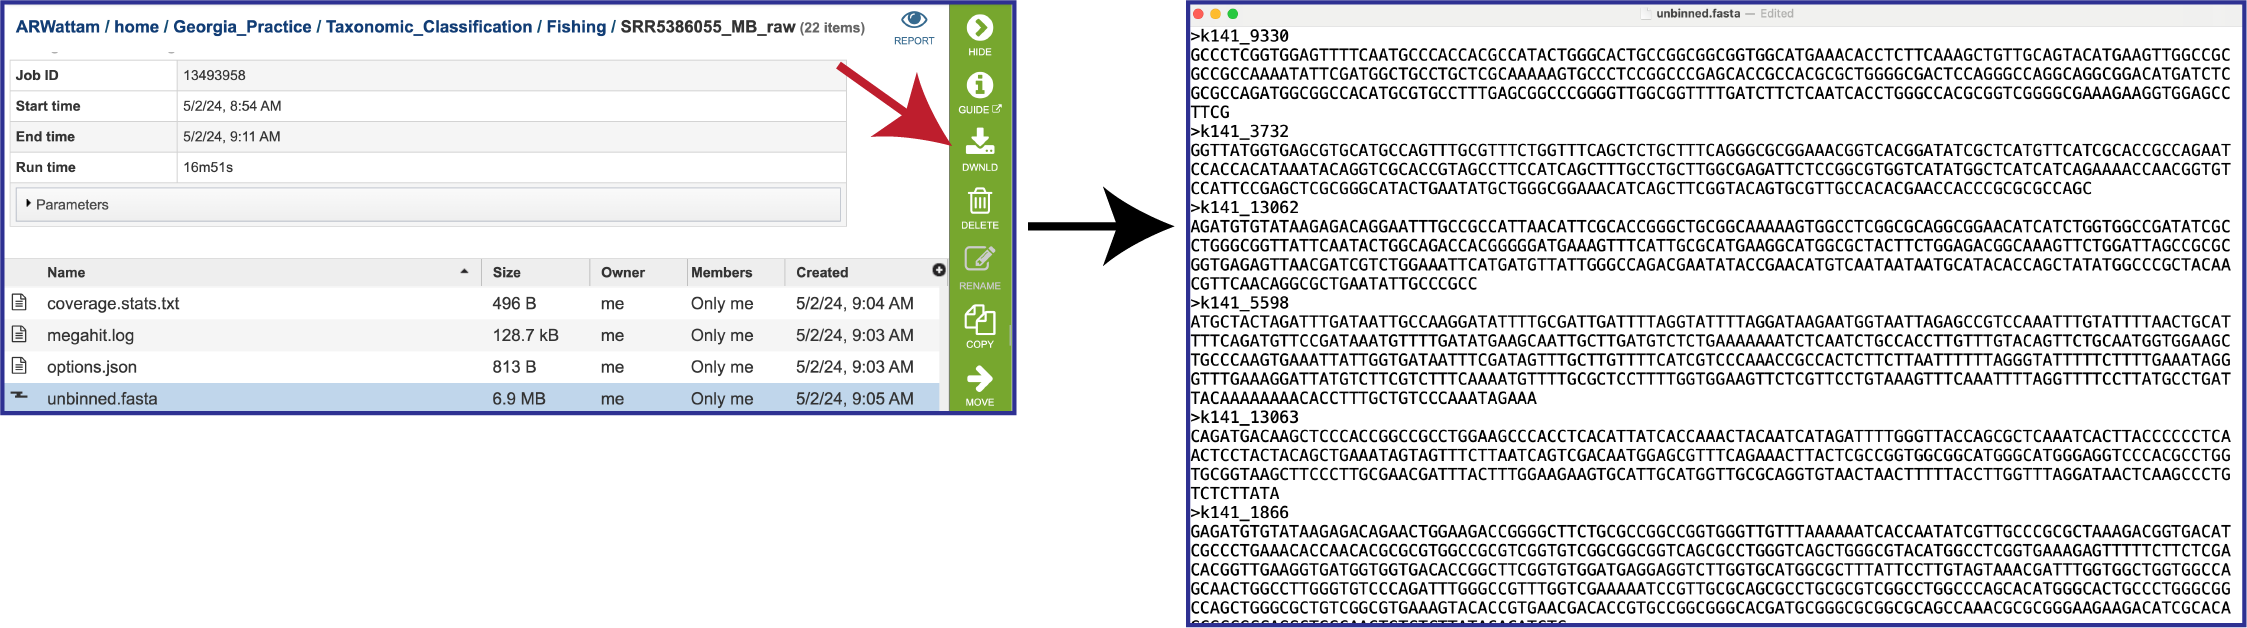 ARWattam / home / Georgia_Practice / Taxonomic_Classification / Fishing / SRR5386055_MB_raw (22 items)
REPORT
Job ID 13493958
Start time 5/2/24, 8:54 AM
End time 5/2/24, 9:11 AM
Run time 16m51s
Parameters
Name Size Owner Members Created
coverage.stats.txt 496 B me Only me 5/2/24, 9:04 AM
megahit.log 128.7 kB me Only me 5/2/24, 9:03 AM
options.json 813 B me Only me 5/2/24, 9:03 AM
unbinned.fasta 6.9 MB me Only me 5/2/24, 9:05 AM
HIDE
GUIDE
DWNLD
DELETE
RENAME
COPY
MOVE
unbinned.fasta — Edited
>k141_9330
GCCCTCGGTGGAGTTTTCAATGCCCACCACGCCATACTGGGCACTGCCGGCGGCGGTGGCATGAAACACCTCTTCAAAGCTGTTGCAGTACATGAAGTTGGCCGC
GCCGCCAAAATATTCGATGGCTGCCTGCTCGCAAAAAGTGCCCTCCGGCCCGAGCACCGCCACGCGCTGGGGCGACTCCAGGGCCAGGCAGGCGGACATGATCTC
GCGCCAGATGGCGGCCACATGCGTGCCTTTGAGCGGCCCGGGGTTGGCGGTTTTGATCTTCTCAATCACCTGGGCCACGCGGTCGGGGCGAAAGAAGGTGGAGCC
TTCG
>k141_3732
GGTTATGGTGAGCGTGCATGCCAGTTTGCGTTTCTGGTTTCAGCTCTGCTTTCAGGGCGCGGAAACGGTCACGGATATCGCTCATGTTCATCGCACCGCCAGAAT
CCACCACATAAATACAGGTCGCACCGTAGCCTTCCATCAGCTTTGCCTGCTTGGCGAGATTCTCCGGCGTGGTCATATGGCTCATCATCAGAAAACCAACGGTGT
CCATTCCGAGCTCGCGGGCATACTGAATATGCTGGGCGGAAACATCAGCTTCGGTACAGTGCGTTGCCACACGAACCACCCGCGCGCCAGC
>k141_13062
AGATGTGTATAAGAGACAGGAATTTGCCGCCATTAACATTCGCACCGGGCTGCGGCAAAAAGTGGCCTCGGCGCAGGCGGAACATCATCTGGTGGCCGATATCGC
CTGGGCGGTTATTCAATACTGGCAGACCACGGGGGATGAAAGTTTCATTGCGCATGAAGGCATGGCGCTACTTCTGGAGACGGCAAAGTTCTGGATTAGCCGCGC
GGTGAGAGTTAACGATCGTCTGGAAATTCATGATGTTATTGGGCCAGACGAATATACCGAACATGTCAATAATAATGCATACACCAGCTATATGGCCCGCTACAA
CGTTCAACAGGCGCTGAATATTGCCCGCC
>k141_5598
ATGCTACTAGATTTGATAATTGCCAAGGATATTTTGCGATTGATTTTAGGTATTTTAGGATAAGAATGGTAATTAGAGCCGTCCAAATTTGTATTTTAACTGCAT
TTTCAGATGTTCCGATAAATGTTTTGATATGAAGCAATTGCTTGATGTCTCTGAAAAAAATCTCAATCTGCCACCTTGTTTGTACAGTTCTGCAATGGTGGAAGC
TGCCCAAGTGAAATTATTGGTGATAATTTCGATAGTTTGCTTGTTTTCATCGTCCCAAACCGCCACTCTTCTTAATTTTTTAGGGTATTTTTCTTTTGAAATAGG
GTTTGAAAGGATTATGTCTTCGTCTTTCAAAATGTTTTGCGCTCCTTTTGGTGGAAGTTCTCGTTCCTGTAAAGTTTCAAATTTTAGGTTTTCCTTATGCCTGAT
TACAAAAAAAACACCTTTGCTGTCCCAAATAGAAA
>k141_13063
CAGATGACAAGCTCCCACCGGCCGCCTGGAAGCCCACCTCACATTATCACCAAACTACAATCATAGATTTTGGGTTACCAGCGCTCAAATCACTTACCCCCCTCA
ACTCCTACTACAGCTGAAATAGTAGTTTCTTAATCAGTCGACAATGGAGCGTTTCAGAAACTTACTCGCCGGTGGCGGCATGGGCATGGGAGGTCCCACGCCTGG
TGCGGTAAGCTTCCCTTGCGAACGATTTACTTTGGAAGAAGTGCATTGCATGGTTGCGCAGGTGTAACTAACTTTTTACCTTGGTTTAGGATAACTCAAGCCCTG
TCTCTTATA
>k141_1866
GAGATGTGTATAAGAGACAGAACTGGAAGACCGGGGCTTCTGCGCCGGCCGGTGGGTTGTTTAAAAAATCACCAATATCGTTGCCCGCGCTAAAGACGGTGACAT
CGCCCTGAAACACCAACACGCGCGTGGCCGCGTCGGTGTCGGCGGCGGTCAGCGCCTGGGTCAGCTGGGCGTACATGGCCTCGGTGAAAGAGTTTTTCTTCTCGA
CACGGTTGAAGGTGATGGTGGTGACACCGGCTTCGGTGTGGATGAGGAGGTCTTGGTGCATGGCGCTTTATTCCTTGTAGTAAACGATTTGGTGGCTGGTGGCCA
GCAACTGGCCTTGGGTGTCCCAGATTTGGGCCGTTTGGTCGAAAAATCCGTTGCGCAGCGCCTGCGCGTCGGCCTGGCCCAGCACATGGGCACTGCCCTGGGCGG
CCAGCTGGGCGCTGTCGGCGTGAAAGTACACCGTGAACGACACCGTGCCGGCGGGCACGATGCGGGCGCGGCGCAGCCAAACGCGCGGGAAGAAGACATCGCACA